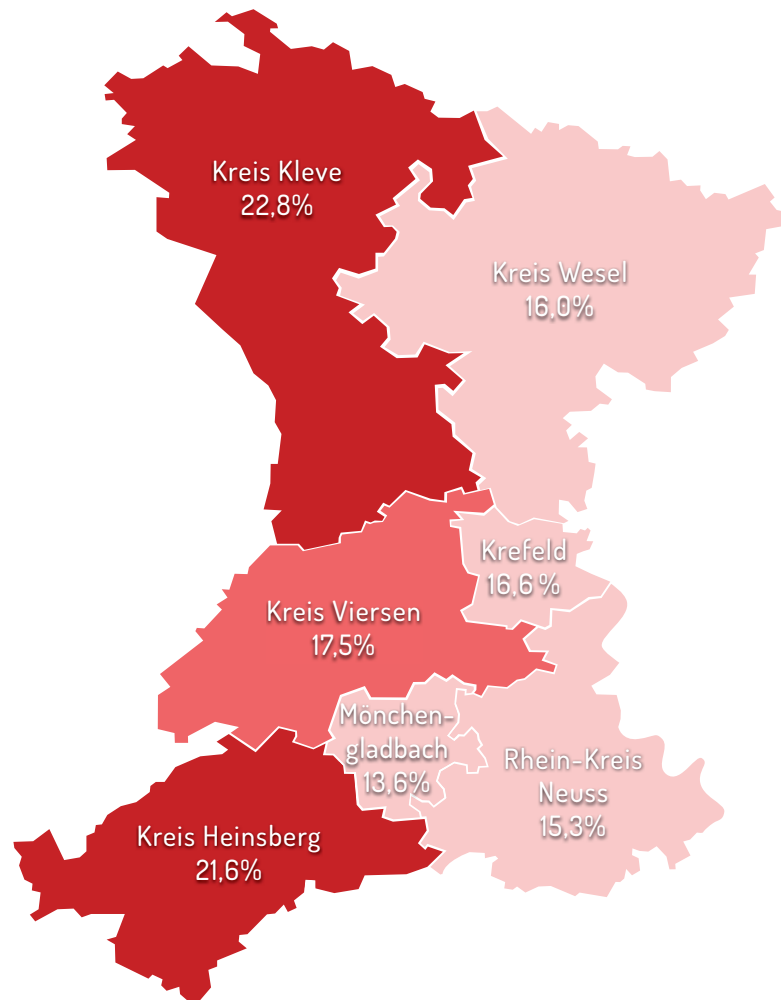 Kreis Kleve
22,8%
Kreis Wesel
16,0%
Krefeld
16,6 %
Kreis Viersen
17,5%
Mönchen-
gladbach
13,6%
Rhein-Kreis
Neuss
15,3%
Kreis Heinsberg
21,6%